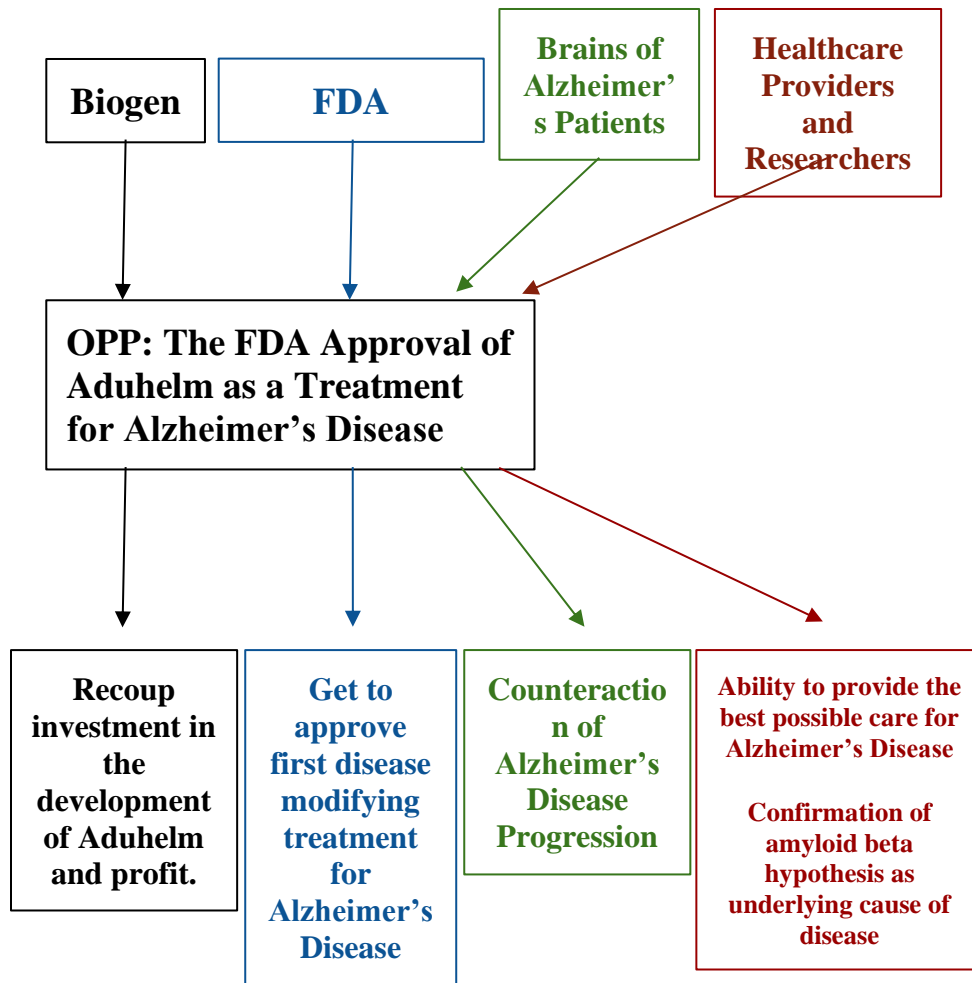 Biogen
FDA
Brains of
Alzheimer’
s Patients
Healthcare
Providers
and
Researchers
OPP: The FDA Approval of
Aduhelm as a Treatment
for Alzheimer’s Disease
Recoup
investment in
the
development
of Aduhelm
and profit.
Get to
approve
first disease
modifying
treatment
for
Alzheimer’s
Disease
Counteractio
n of
Alzheimer’s
Disease
Progression
Ability to provide the
best possible care for
Alzheimer’s Disease
Confirmation of
amyloid beta
hypothesis as
underlying cause of
disease